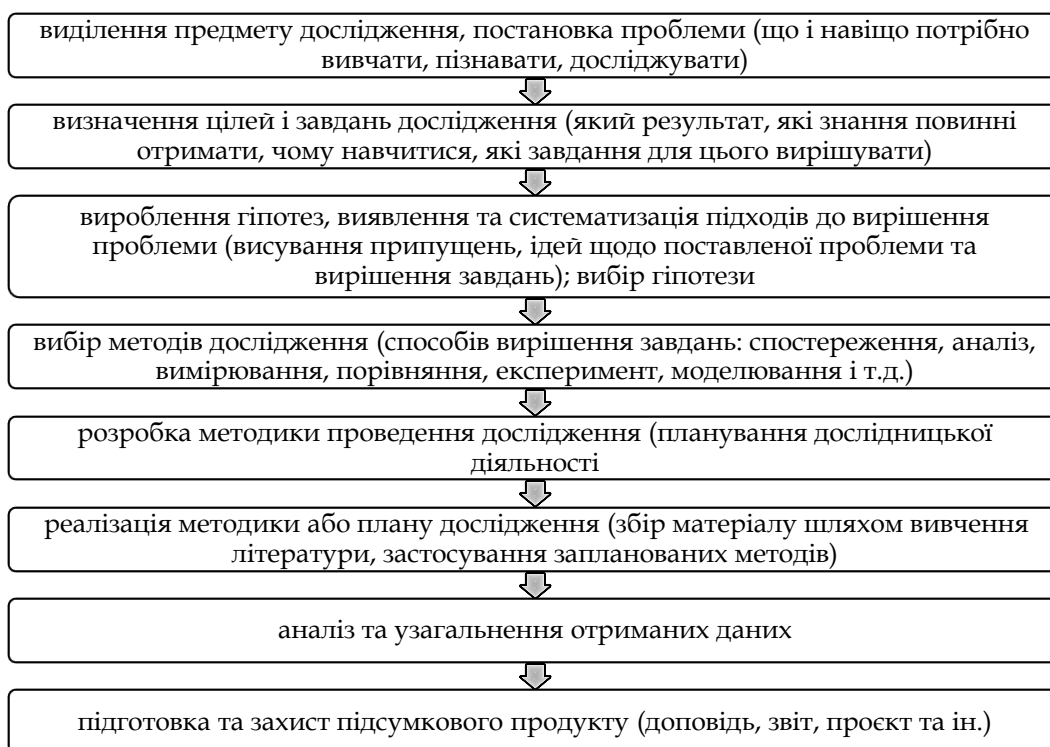 виділення предмету дослідження, постановка проблеми (що і навіщо потрібно
вивчати, пізнавати, досліджувати)
визначення цілей і завдань дослідження (який результат, які знання повинні
отримати, чому навчитися, які завдання для цього вирішувати)
вироблення гіпотез, виявлення та систематизація підходів до вирішення
проблеми (висування припущень, ідей щодо поставленої проблеми та
вирішення завдань); вибір гіпотези
вибір методів дослідження (способів вирішення завдань: спостереження, аналіз,
вимірювання, порівняння, експеримент, моделювання і т.д.)
розробка методики проведення дослідження (планування дослідницької
діяльності
реалізація методики або плану дослідження (збір матеріалу шляхом вивчення
літератури, застосування запланованих методів)
аналіз та узагальнення отриманих даних
підготовка та захист підсумкового продукту (доповідь, звіт, проєкт та ін.)